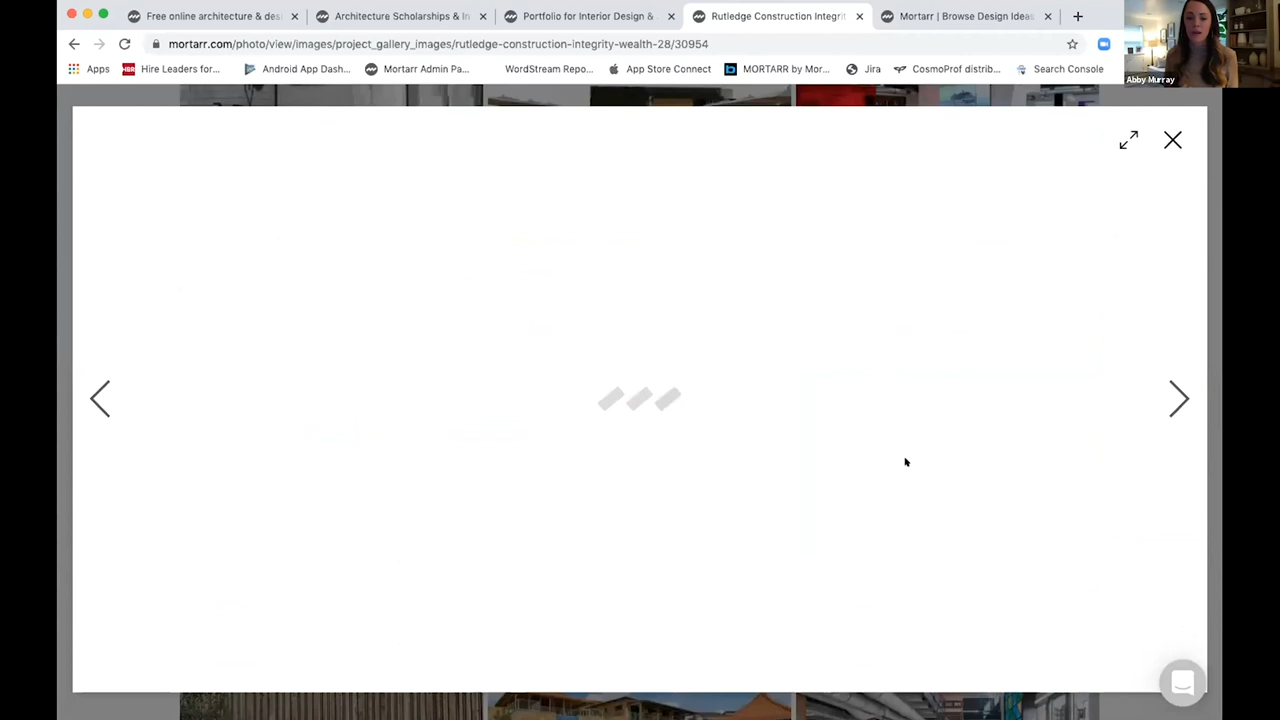 Free online architecture & desi
Architecture Scholarships & In
Portfolio for Interior Design &
Rutledge Construction Integrit
Mortarr | Browse Design Ideas
mortarr.com/photo/view/images/project_gallery_images/rutledge-construction-integrity-wealth-28/30954
Apps
HBR
Hire Leaders for...
Android App Dash...
Mortarr Admin Pa...
WordStream Repo...
App Store Connect
MORTARR by Mor...
Jira
CosmoProf distrib...
Search Console
Abby Murray